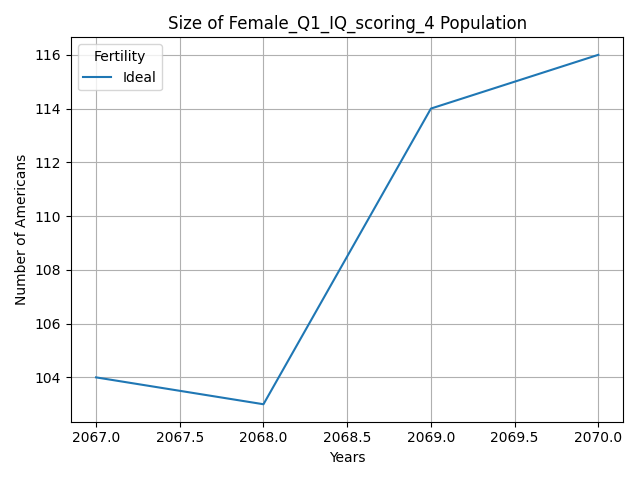 Size of Female_Q1_IQ_scoring_4 Population
Fertility
Ideal
116
114
112
110
108
106
104
Number of Americans
2067.0 2067.5 2068.0 2068.5 2069.0 2069.5 2070.0
Years